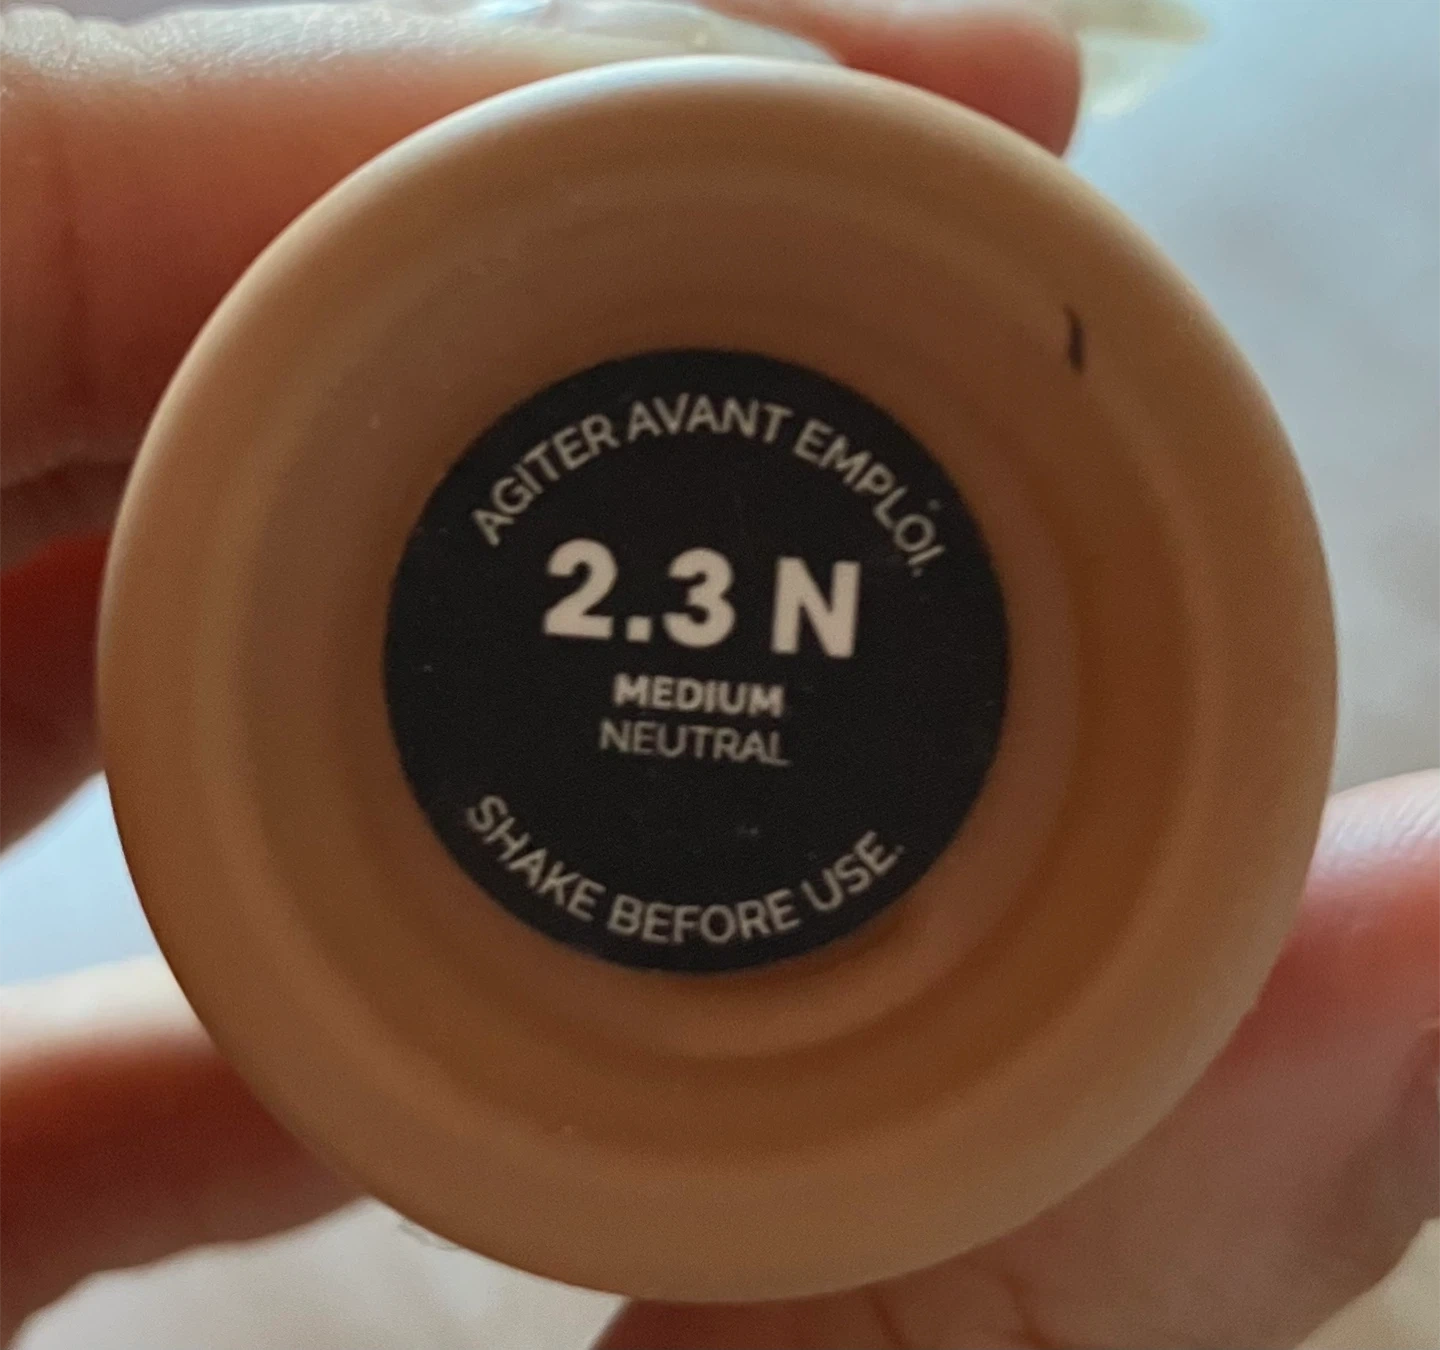 AGITER AVANT EMPLOI.
2.3 N
MEDIUM
NEUTRAL
SHAKE BEFORE USE.